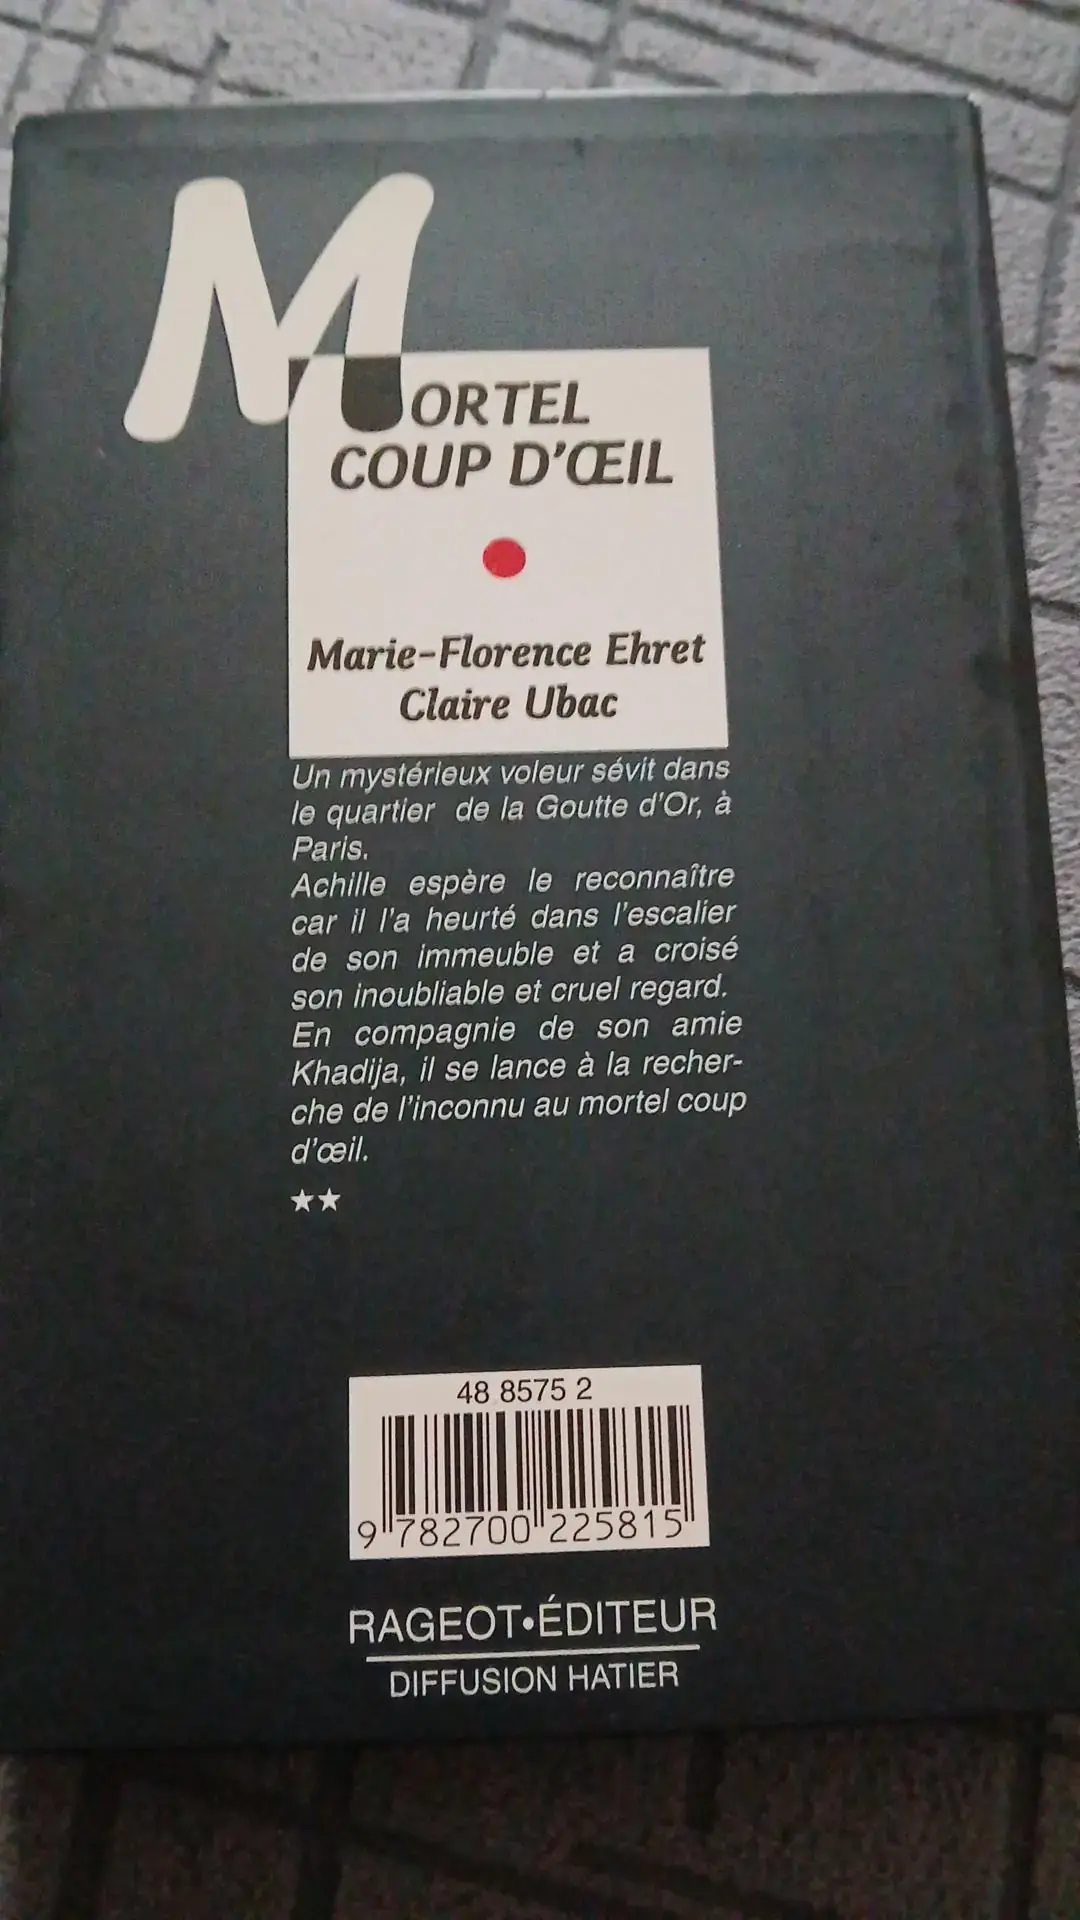 MORTEL
COUP D'ŒIL
Marie-Florence Ehret
Claire Ubac
Un mystérieux voleur sévit dans
le quartier de la Goutte d'Or, à
Paris.
Achille espère le reconnaître
car il l'a heurté dans l'escalier
de son immeuble et a croisé
son inoubliable et cruel regard.
En compagnie de son amie
Khadija, il se lance à la recher-
che de l'inconnu au mortel coup
d'œil.
★★
48 8575 2
9 782700 225815
RAGEOT•ÉDITEUR
DIFFUSION HATIER